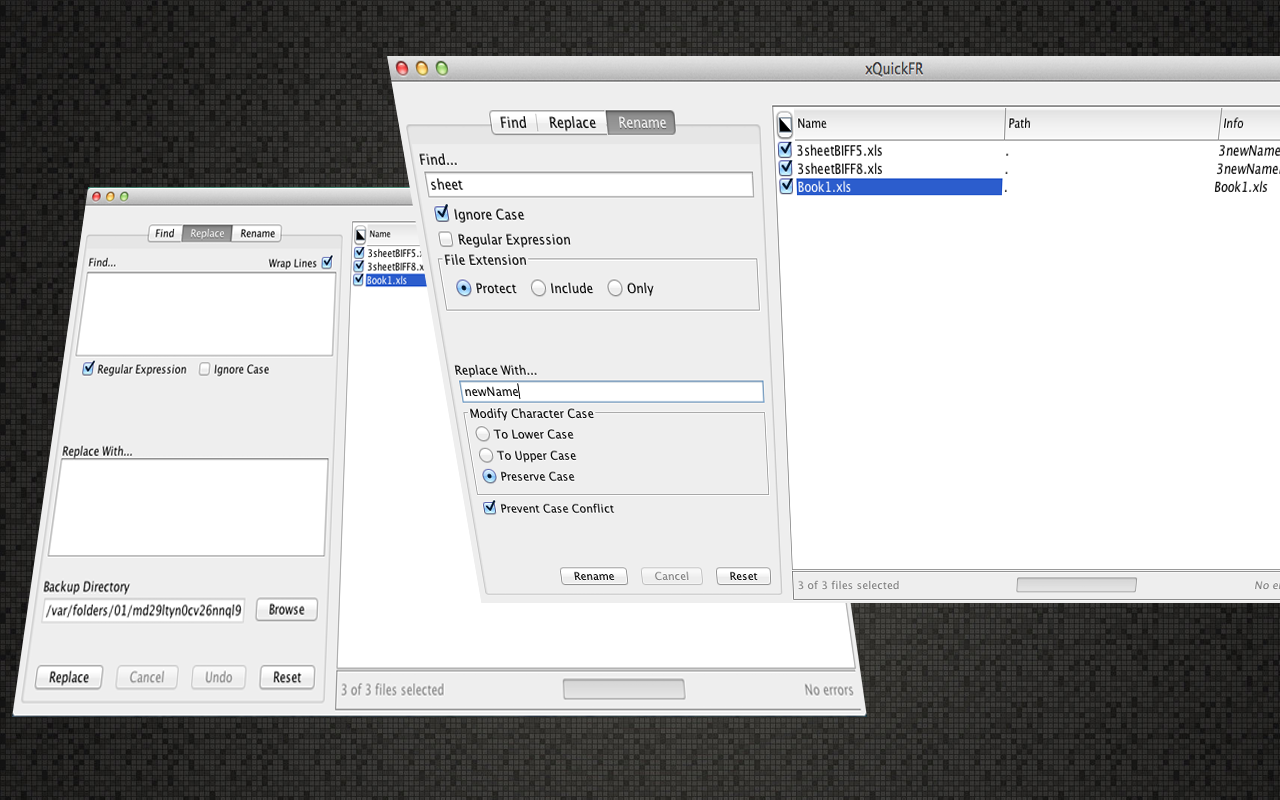 xQuickFR
Find Replace Rename
Find...
sheet
Ignore Case
Regular Expression
File Extension
Protect Include Only
Replace With...
newName
Modify Character Case
To Lower Case
To Upper Case
Preserve Case
Prevent Case Conflict
Rename Cancel Reset
Name Path Info
3sheetBIFF5.xls . 3newName
3sheetBIFF8.xls . 3newName
Book1.xls . Book1.xls
3 of 3 files selected No er
Find Replace Rename
Find... Wrap Lines
Regular Expression Ignore Case
Replace With...
Backup Directory
Browse
Replace Cancel Undo Reset
Name
3sheetBIFF5.
3sheetBIFF8.x
Book1.xls
3 of 3 files selected No errors